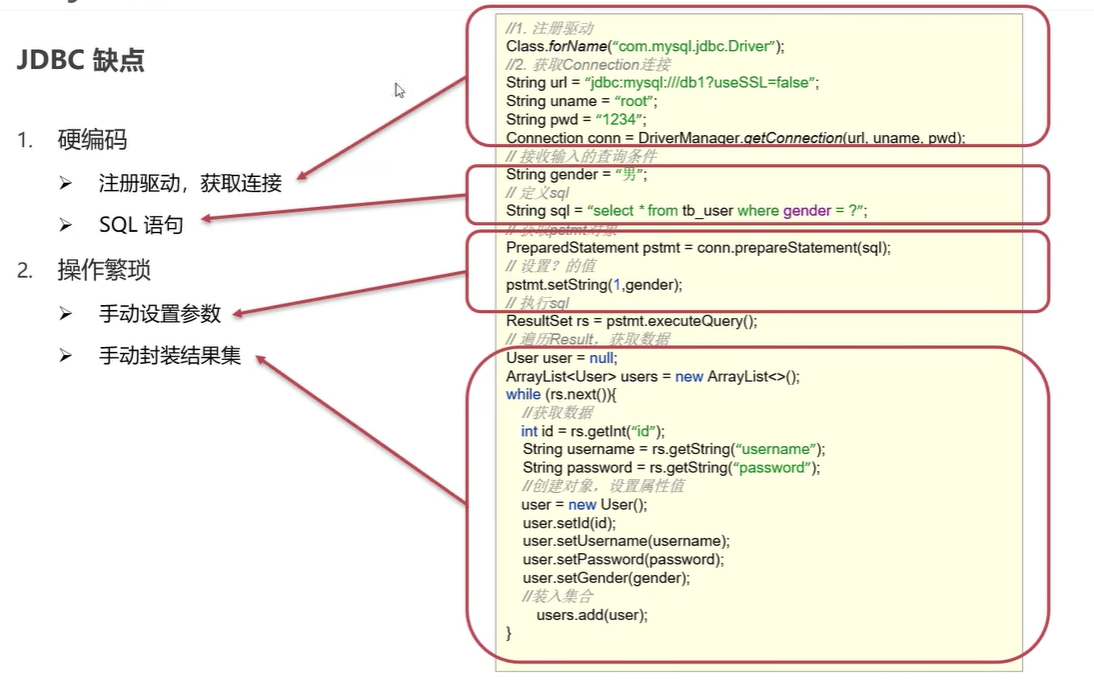 JDBC 缺点
1. 硬编码
➢ 注册驱动，获取连接
➢ SQL 语句
2. 操作繁琐
➢ 手动设置参数
➢ 手动封装结果集
//1. 注册驱动
Class.forName(“com.mysql.jdbc.Driver”);
//2. 获取Connection连接
String url = “jdbc:mysql:///db1?useSSL=false”;
String uname = “root”;
String pwd = “1234”;
Connection conn = DriverManager.getConnection(url, uname, pwd);
// 接收输入的查询条件
String gender = “男”;
// 定义sql
String sql = “select * from tb_user where gender = ?”;
// 获取pstmt对象
PreparedStatement pstmt = conn.prepareStatement(sql);
// 设置？的值
pstmt.setString(1,gender);
// 执行sql
ResultSet rs = pstmt.executeQuery();
// 遍历Result，获取数据
User user = null;
ArrayList<User> users = new ArrayList<>();
while (rs.next()){
//获取数据
int id = rs.getInt(“id”);
String username = rs.getString(“username”);
String password = rs.getString(“password”);
//创建对象，设置属性值
user = new User();
user.setId(id);
user.setUsername(username);
user.setPassword(password);
user.setGender(gender);
//装入集合
users.add(user);
}